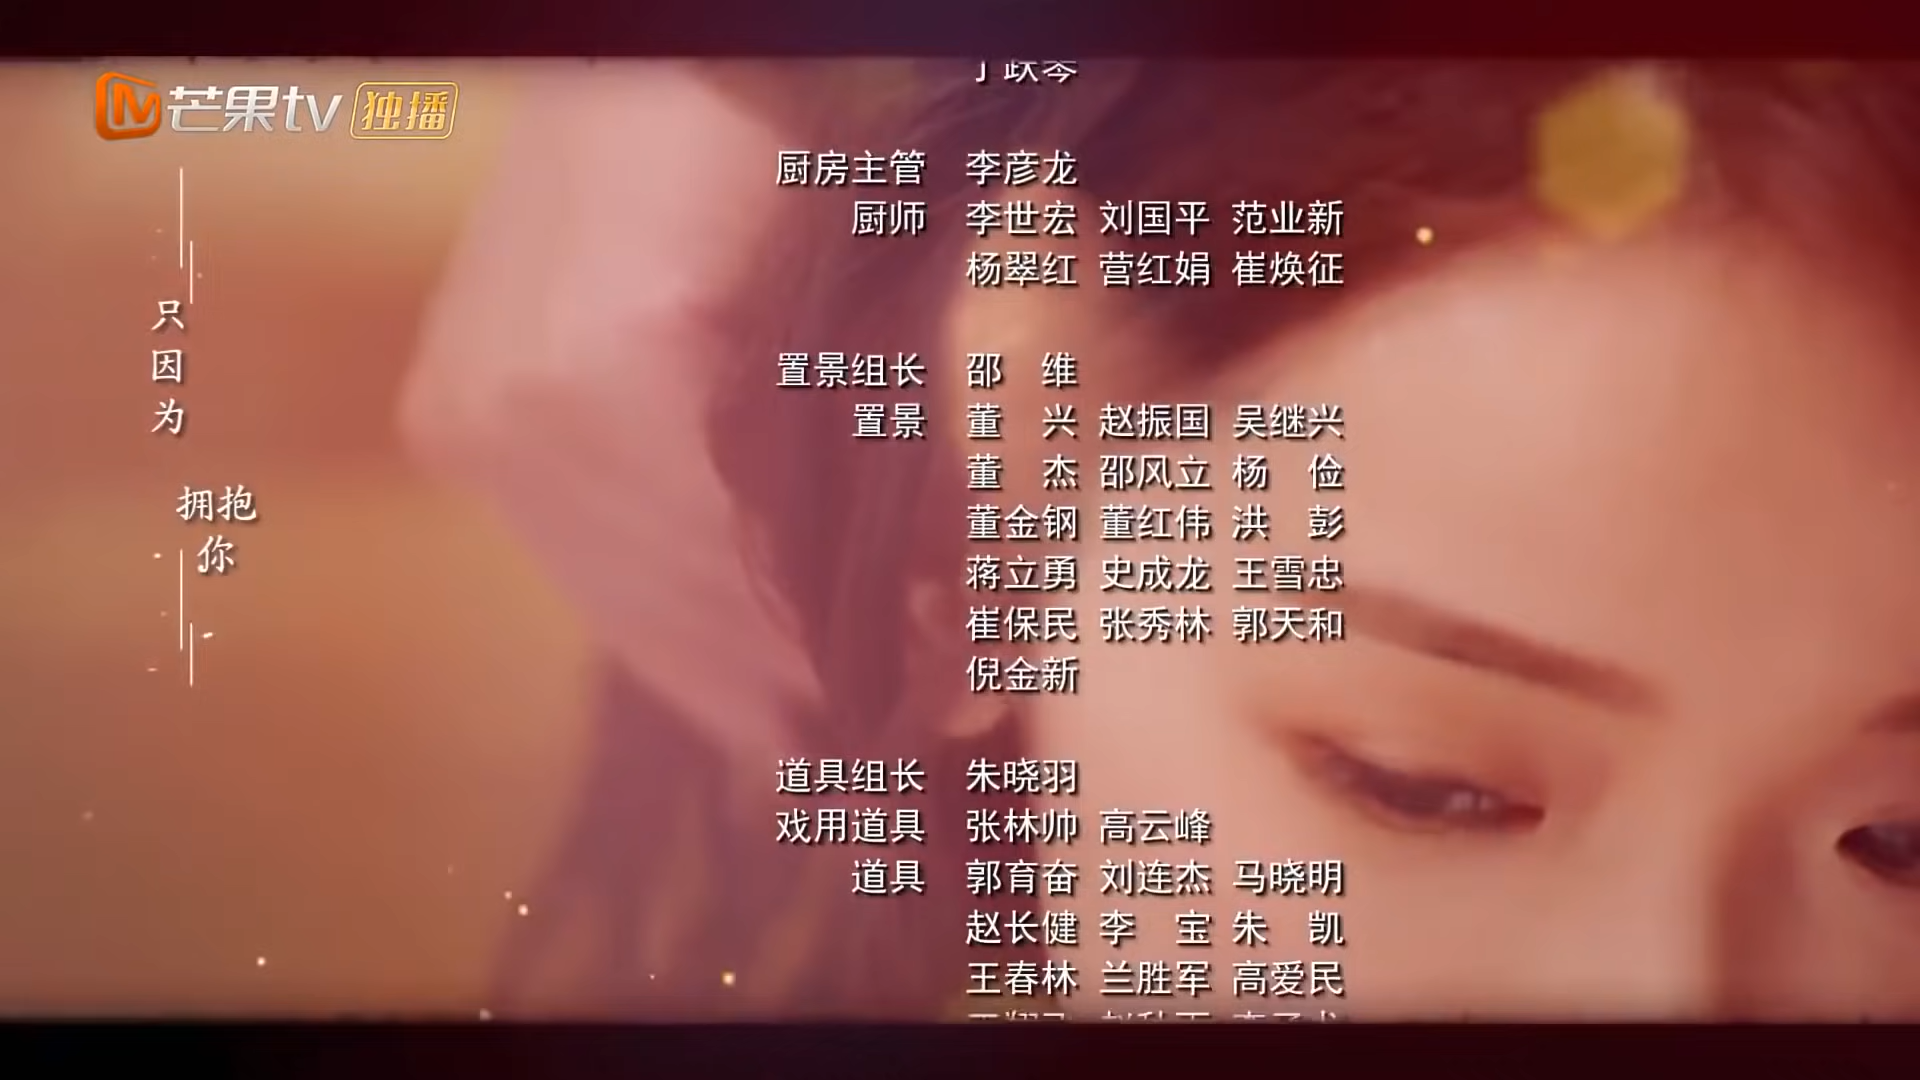 芒果tv 独播
只
因
为
拥抱
你
厨房主管 李彦龙
厨师 李世宏 刘国平 范业新
杨翠红 营红娟 崔焕征
置景组长 邵 维
置景 董 兴 赵振国 吴继兴
董 杰 邵风立 杨 俭
董金钢 董红伟 洪 彭
蒋立勇 史成龙 王雪忠
崔保民 张秀林 郭天和
倪金新
道具组长 朱晓羽
戏用道具 张林帅 高云峰
道具 郭育奋 刘连杰 马晓明
赵长健 李 宝 朱 凯
王春林 兰胜军 高爱民